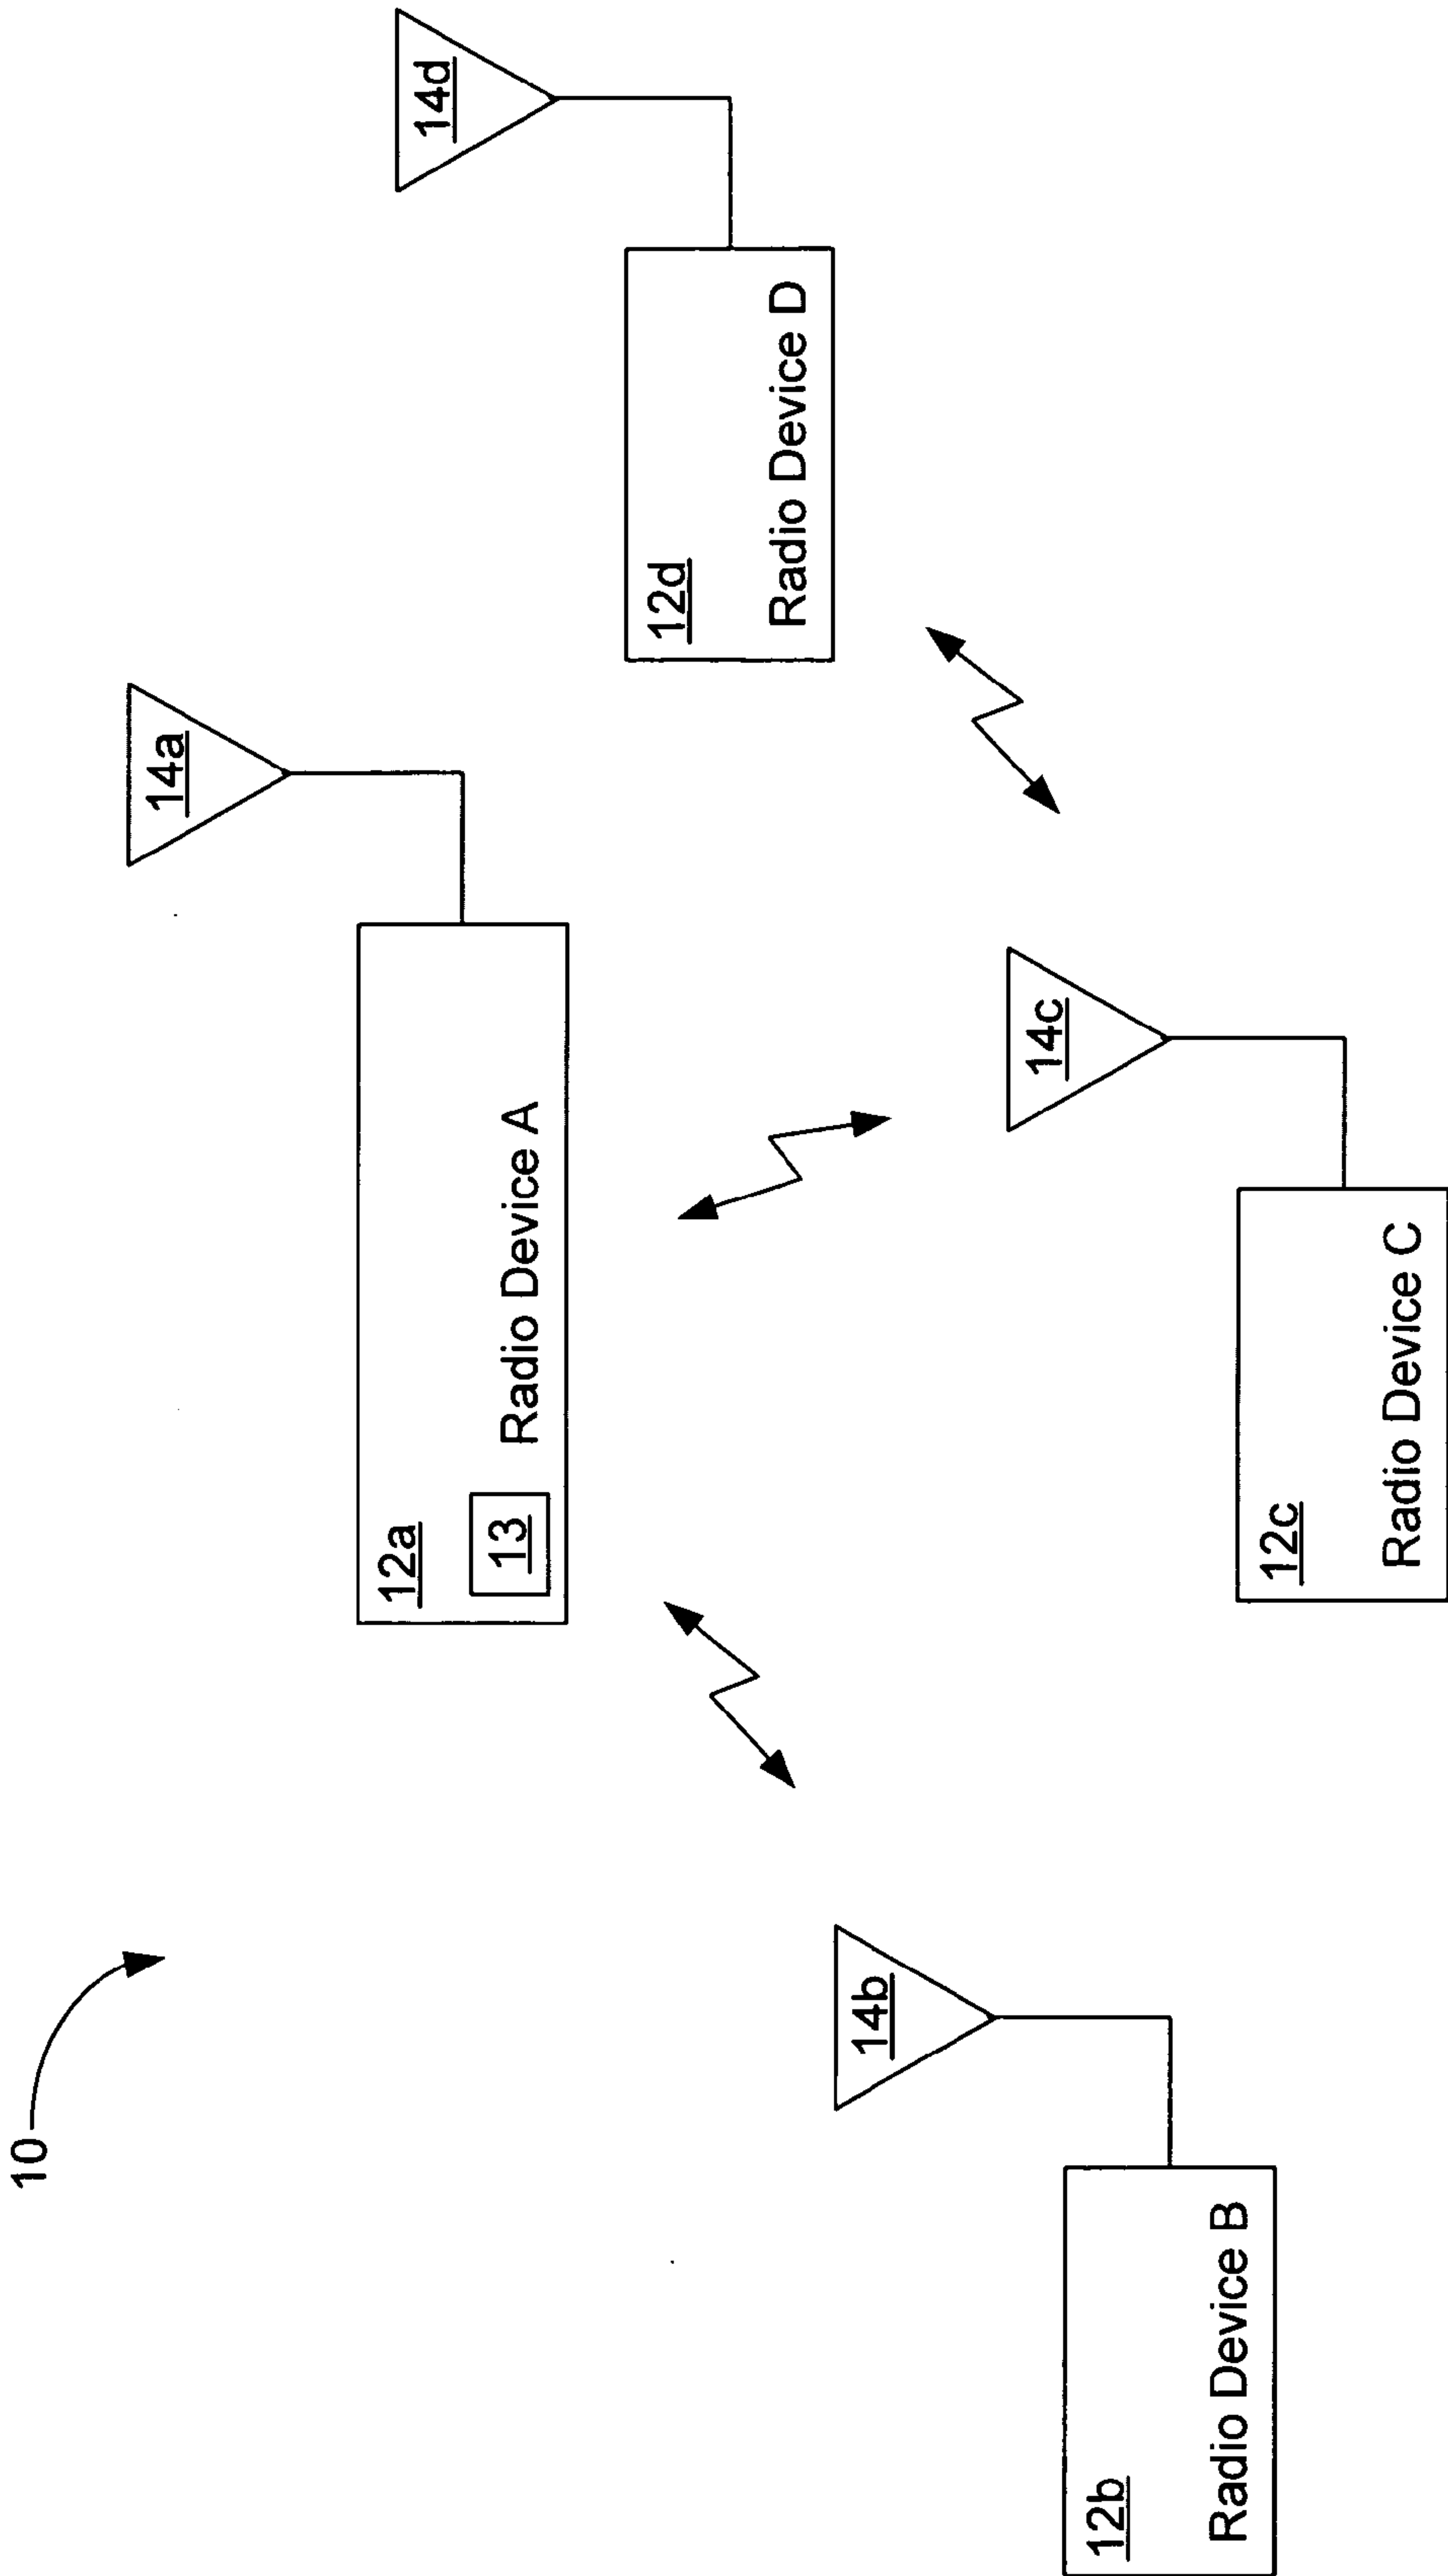 10
14a
12a
13
Radio Device A
14d
12d
Radio Device D
14b
12b
Radio Device B
14c
12c
Radio Device C